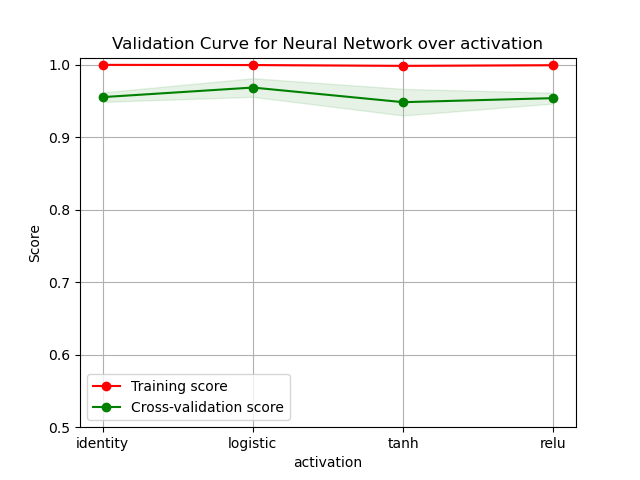 Validation Curve for Neural Network over activation
1.0
0.9
0.8
0.7
0.6
0.5
Score
Training score
Cross-validation score
identity logistic tanh relu
activation